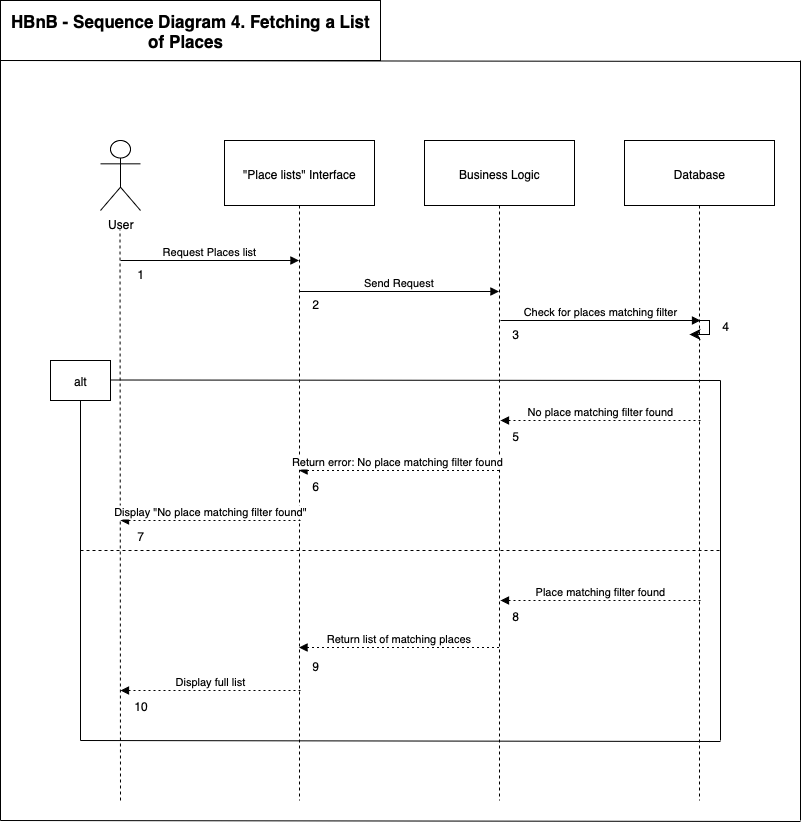 HBnB - Sequence Diagram 4. Fetching a List
of Places
"Place lists" Interface
Business Logic
Database
User
Request Places list
1
Send Request
2
Check for places matching filter
3
4
alt
No place matching filter found
5
Return error: No place matching filter found
6
Display "No place matching filter found"
7
Place matching filter found
8
Return list of matching places
9
Display full list
10